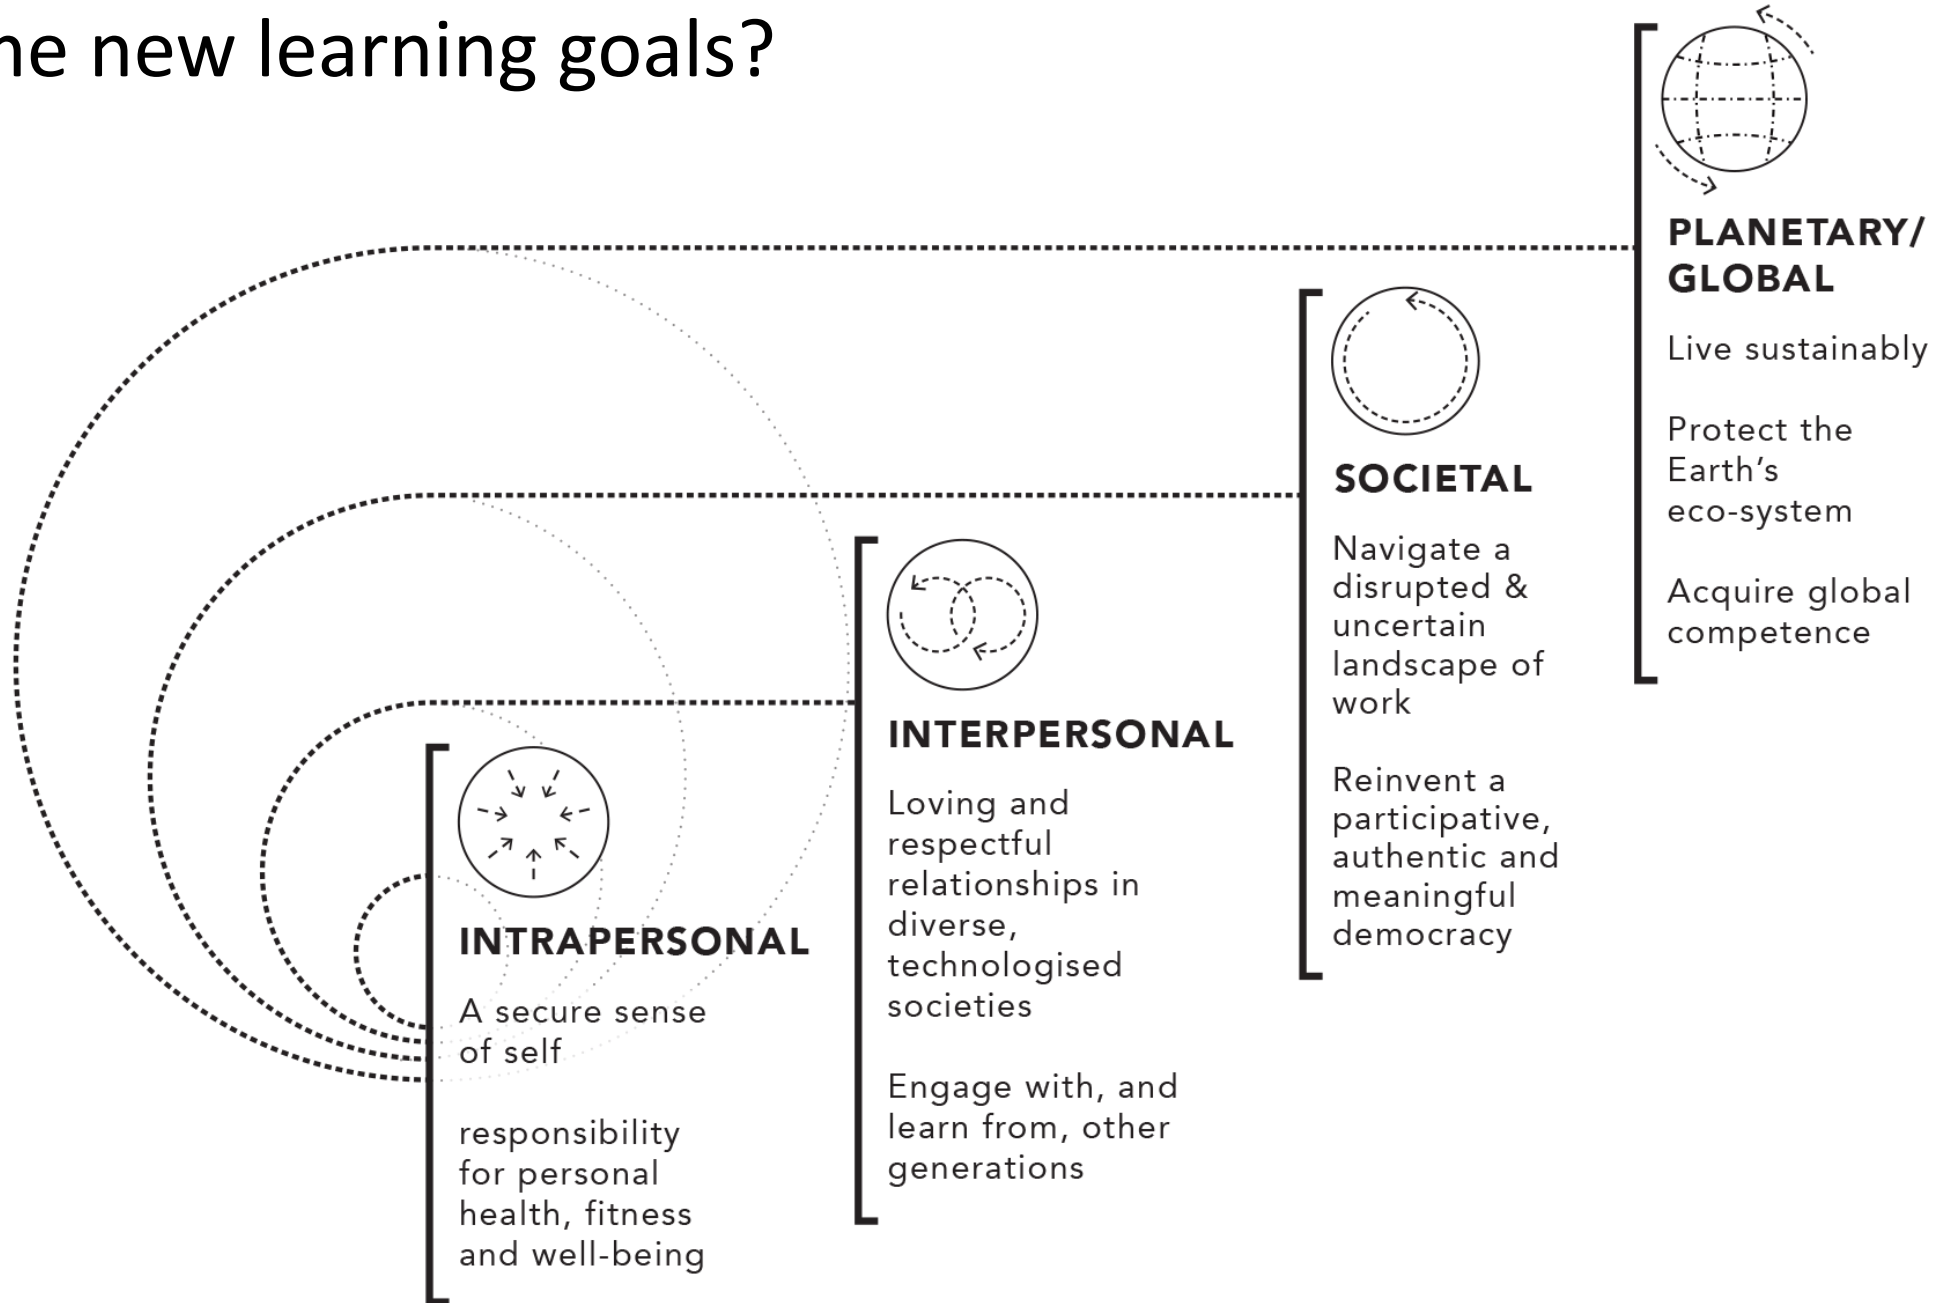 he new learning goals?
PLANETARY/
GLOBAL
Live sustainably
Protect the
Earth’s
eco-system
Acquire global
competence
SOCIETAL
Navigate a
disrupted &
uncertain
landscape of
work
Reinvent a
participative,
authentic and
meaningful
democracy
INTERPERSONAL
Loving and
respectful
relationships in
diverse,
technologised
societies
Engage with, and
learn from, other
generations
INTRAPERSONAL
A secure sense
of self
responsibility
for personal
health, fitness
and well-being